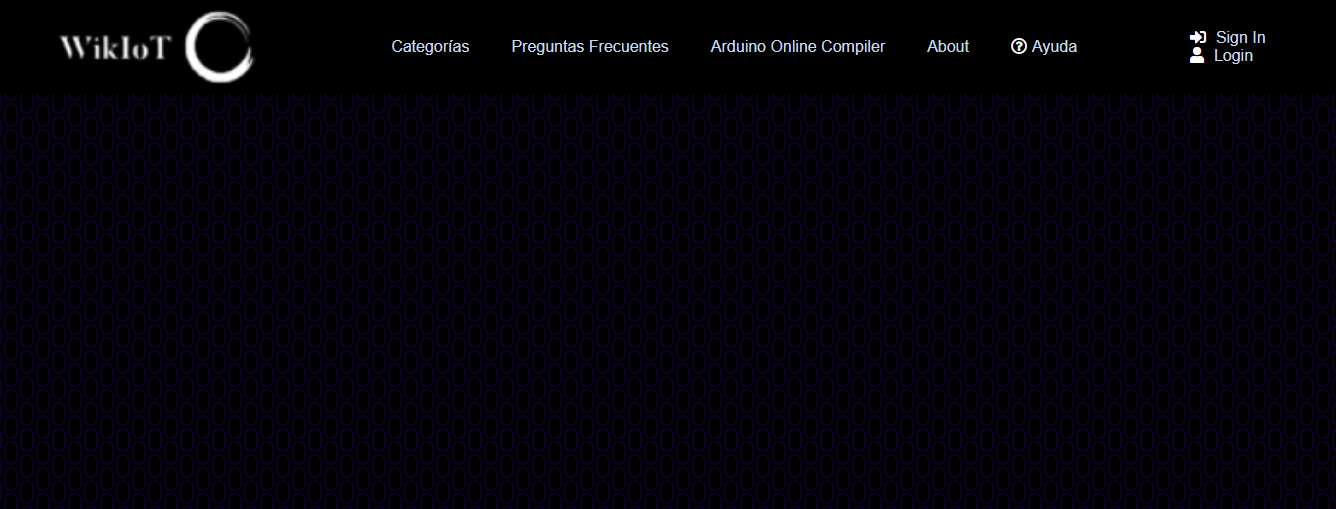 WikIoT
Categorías
Preguntas Frecuentes
Arduino Online Compiler
About
Ayuda
Sign In
Login